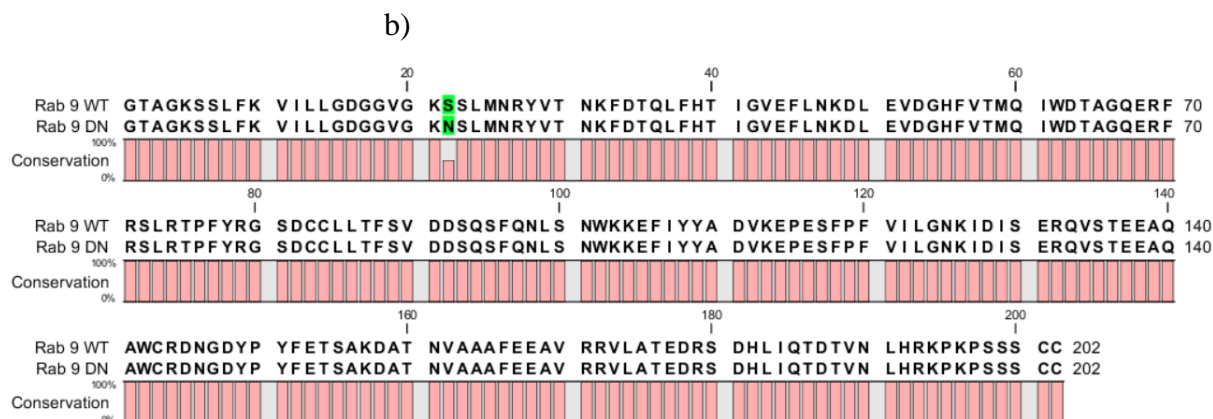 b)
20 40 60
Rab 9 WT GTAGKSSLFK VILLGDGGVG KSSLMNRYVT NKFDTQLFHT IGVEFLNKDL EVDGHFVTMQ IWDTAGQERF 70
Rab 9 DN GTAGKSSLFK VILLGDGGVG KNSLMNRYVT NKFDTQLFHT IGVEFLNKDL EVDGHFVTMQ IWDTAGQERF 70
100%
Conservation
0%
80 100 120 140
Rab 9 WT RSLRTPFYRG SDCCLLTFSV DDSQSFQNLS NWKKEFIYYA DVKEPESFPF VILGNKIDIS ERQVSTEEAQ 140
Rab 9 DN RSLRTPFYRG SDCCLLTFSV DDSQSFQNLS NWKKEFIYYA DVKEPESFPF VILGNKIDIS ERQVSTEEAQ 140
100%
Conservation
0%
160 180 200
Rab 9 WT AWCRDNGDYP YFETSAKDAT NVAAAFEEAV RRVLATEDRS DHLIQTDTVN LHRKPKPSSS CC 202
Rab 9 DN AWCRDNGDYP YFETSAKDAT NVAAAFEEAV RRVLATEDRS DHLIQTDTVN LHRKPKPSSS CC 202
100%
Conservation
0%